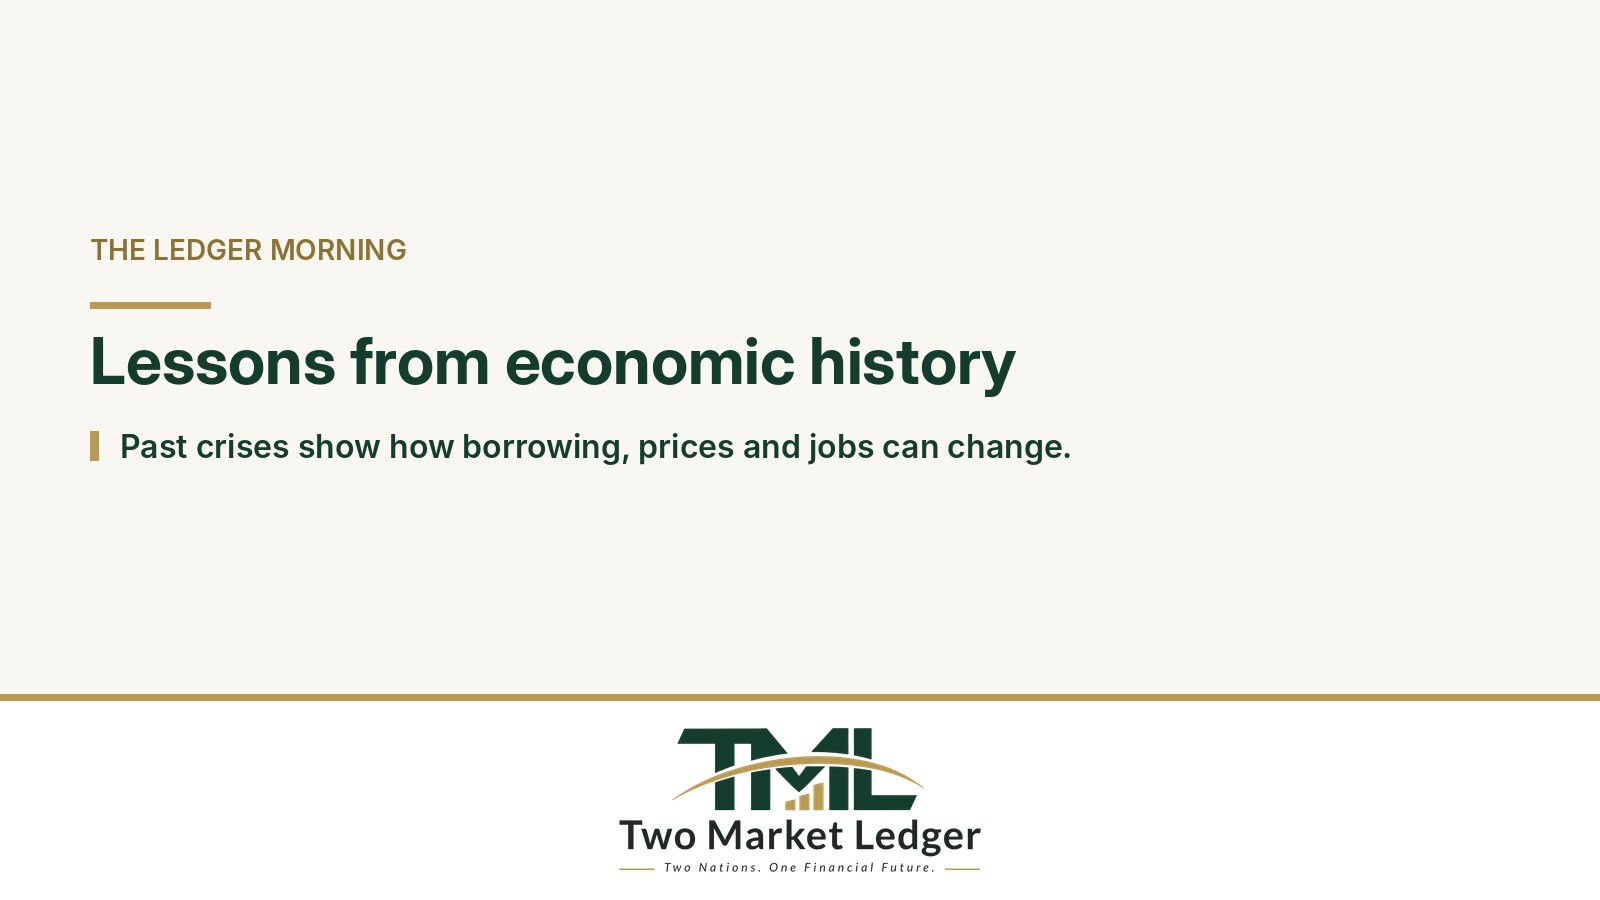 THE LEDGER MORNING
Lessons from economic history
Past crises show how borrowing, prices and jobs can change.
TML
Two Market Ledger
Two Nations. One Financial Future.